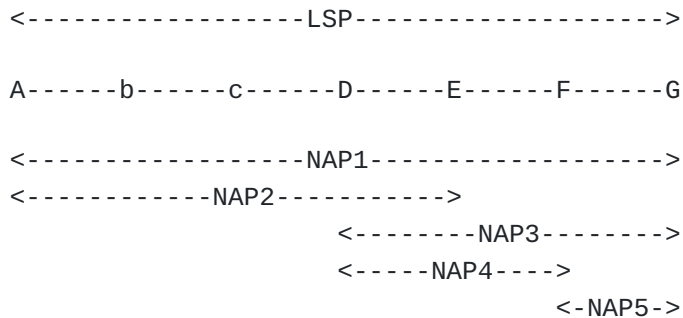 <------------------LSP-------------------->
A------b------c------D------E------F------G
<------------------NAP1------------------->
<------------NAP2----------->
<--------NAP3-------->
<-----NAP4---->
<-NAP5->